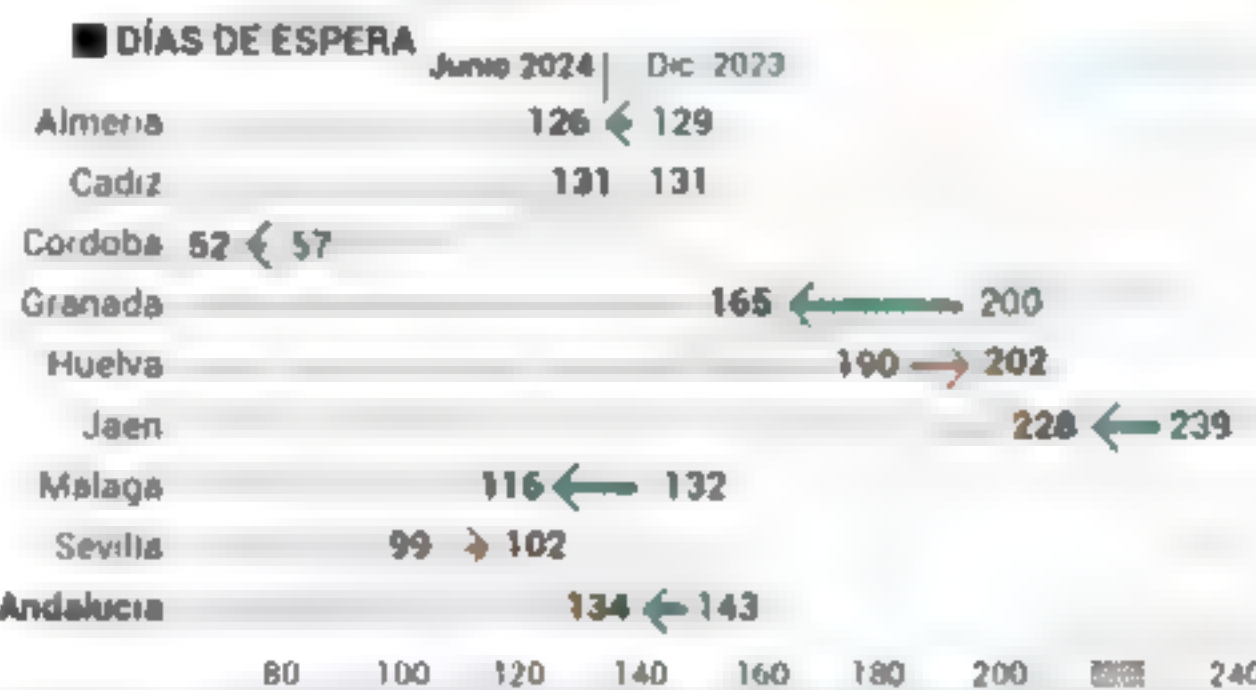 DÍAS DE ESPERA
Junio 2024 Dic 2023
Almeria 126 129
Cadiz 131 131
Cordoba 52 57
Granada 165 200
Huelva 190 202
Jaen 228 239
Malaga 116 132
Sevilla 99 102
Andalucia 134 143
80 100 120 140 160 180 200 240